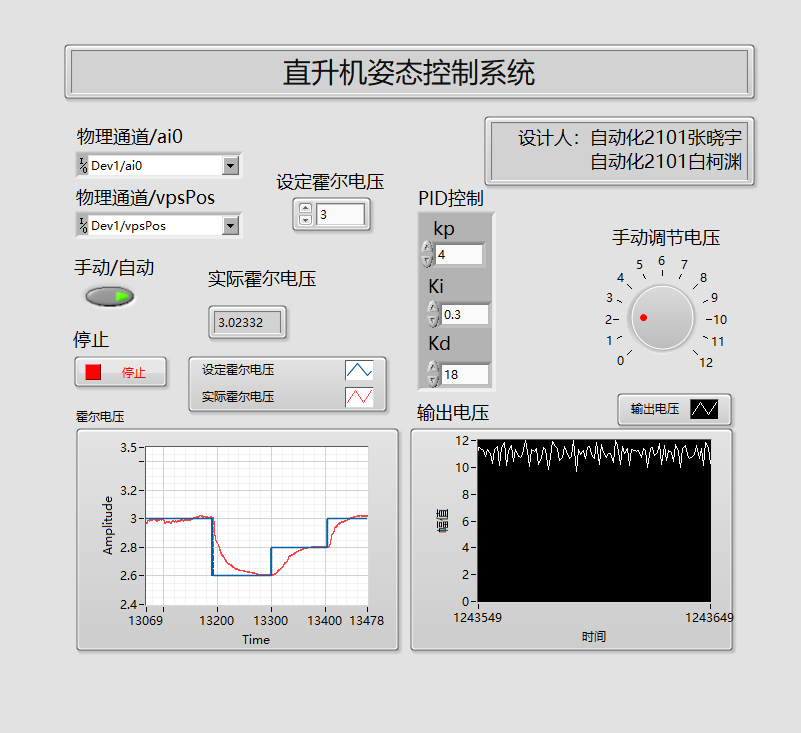 直升机姿态控制系统
设计人：自动化2101张晓宇
自动化2101白柯渊
物理通道/ai0
Dev1/ai0
设定霍尔电压
3
物理通道/vpsPos
Dev1/vpsPos
PID控制
kp
4
Ki
0.3
Kd
18
手动调节电压
0
1
2
3
4
5
6
7
8
9
10
11
12
手动/自动
实际霍尔电压
3.02332
停止
停止
设定霍尔电压
实际霍尔电压
霍尔电压
3.5
3.2
3
2.8
2.6
2.4
Amplitude
13069
13200
13300
13400
13478
Time
输出电压
输出电压
12
10
8
6
4
2
0
幅值
1243549
1243649
时间